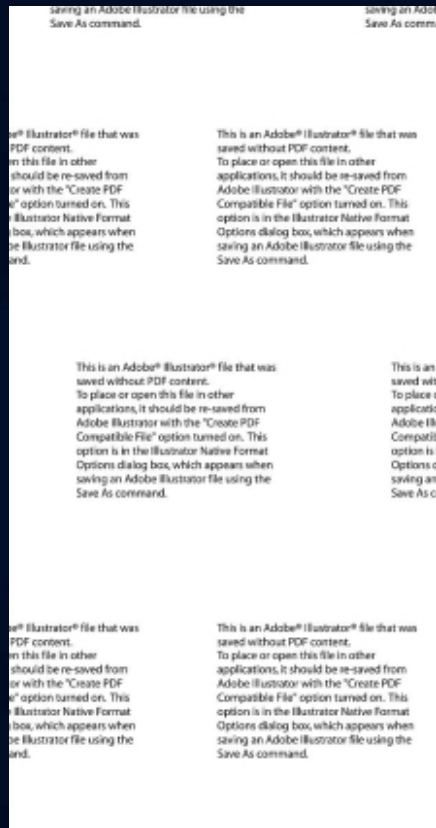 saving an Adobe Illustrator file using the
Save As command.
saving an Ado
Save As comm
e® Illustrator® file that was
PDF content.
en this file in other
should be re-saved from
or with the "Create PDF
e" option turned on. This
Illustrator Native Format
box, which appears when
be Illustrator file using the
and.
This is an Adobe® Illustrator® file that was
saved without PDF content.
To place or open this file in other
applications, it should be re-saved from
Adobe Illustrator with the "Create PDF
Compatible File" option turned on. This
option is in the Illustrator Native Format
Options dialog box, which appears when
saving an Adobe Illustrator file using the
Save As command.
This is an Adobe® Illustrator® file that was
saved without PDF content.
To place or open this file in other
applications, it should be re-saved from
Adobe Illustrator with the "Create PDF
Compatible File" option turned on. This
option is in the Illustrator Native Format
Options dialog box, which appears when
saving an Adobe Illustrator file using the
Save As command.
This is an
saved wit
To place o
applicatio
Adobe Ill
Compatib
option is
Options d
saving an
Save As c
e® Illustrator® file that was
PDF content.
en this file in other
should be re-saved from
or with the "Create PDF
e" option turned on. This
Illustrator Native Format
box, which appears when
be Illustrator file using the
and.
This is an Adobe® Illustrator® file that was
saved without PDF content.
To place or open this file in other
applications, it should be re-saved from
Adobe Illustrator with the "Create PDF
Compatible File" option turned on. This
option is in the Illustrator Native Format
Options dialog box, which appears when
saving an Adobe Illustrator file using the
Save As command.